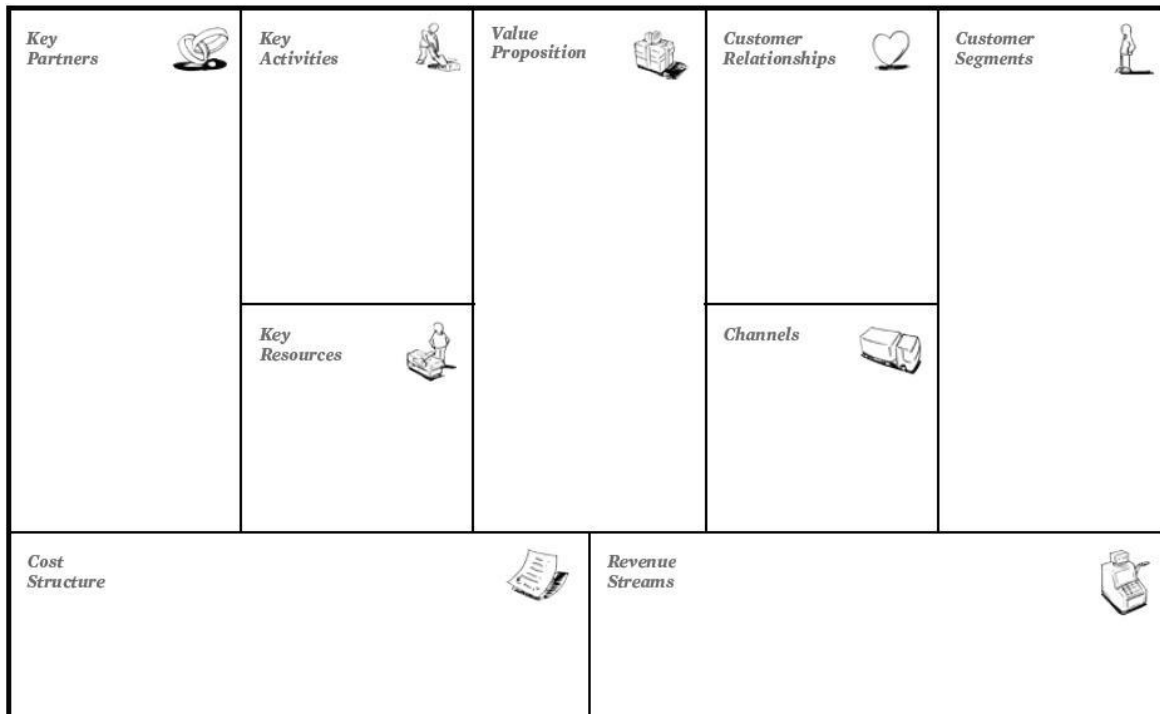 Key
Partners
Key
Activities
Value
Proposition
Customer
Relationships
Customer
Segments
Key
Resources
Channels
Cost
Structure
Revenue
Streams